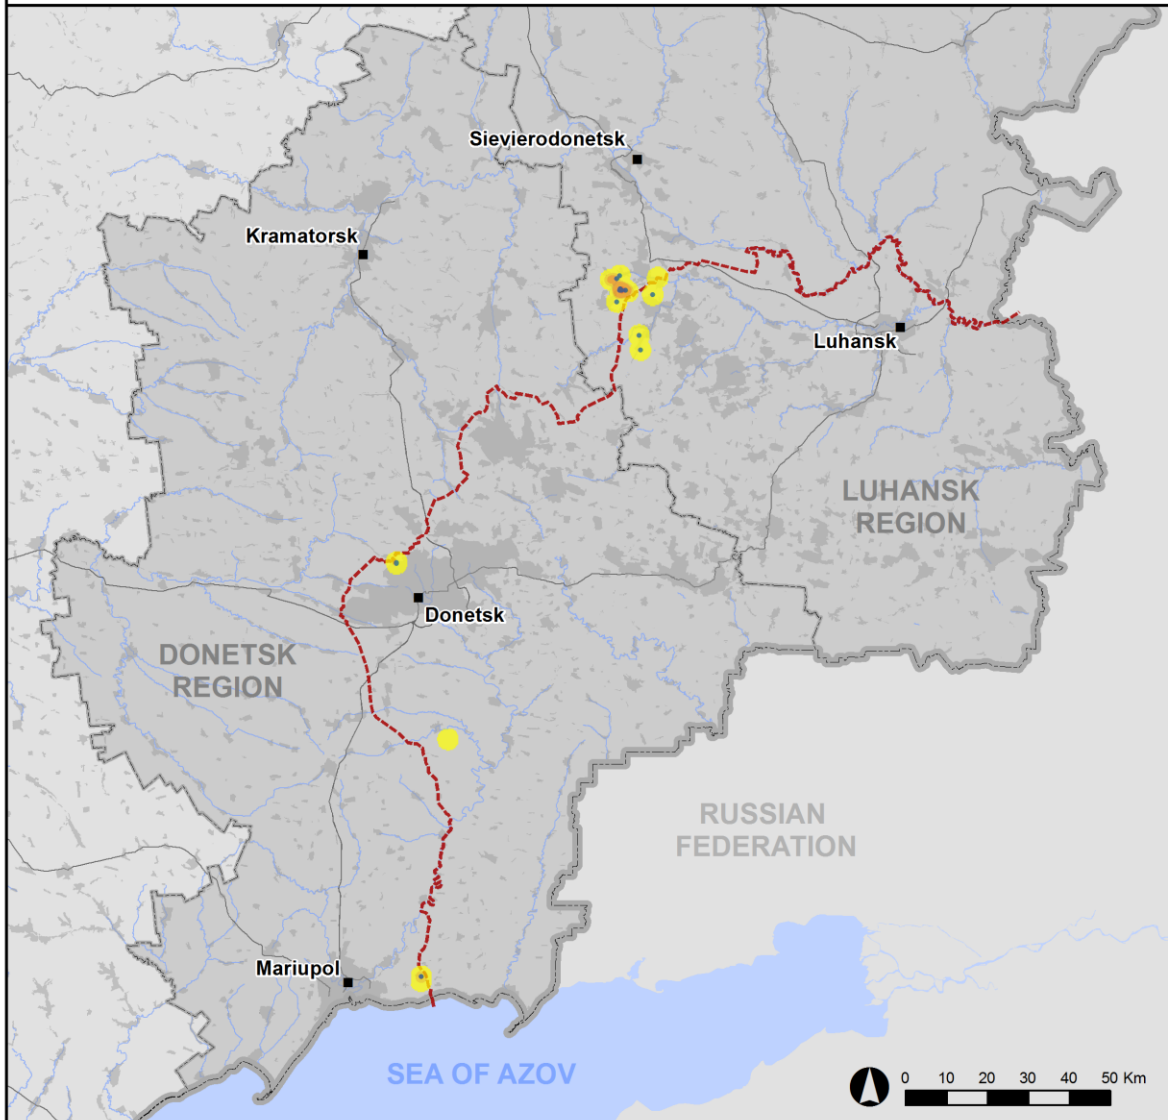 Sievierodonetsk
Kramatorsk
Luhansk
LUHANSK
REGION
Donetsk
DONETSK
REGION
RUSSIAN
FEDERATION
Mariupol
SEA OF AZOV
0 10 20 30 40 50 Km